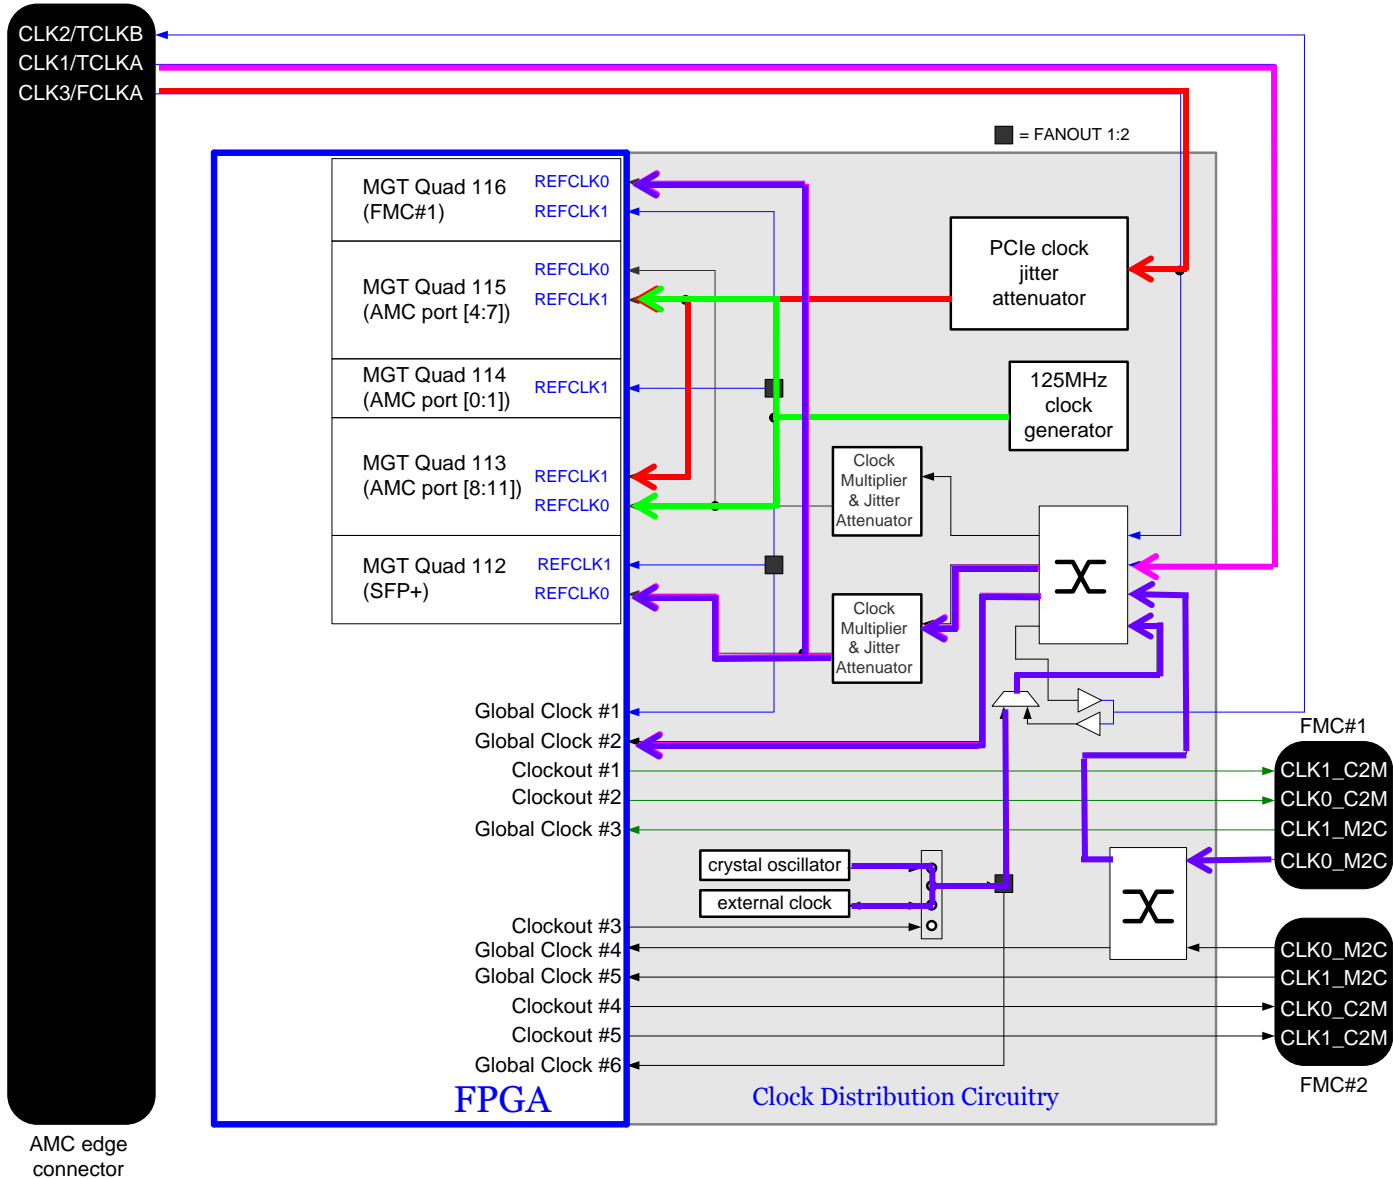 CLK2/TCLKB
CLK1/TCLKA
CLK3/FCLKA
= FANOUT 1:2
MGT Quad 116
(FMC#1)
REFCLK0
REFCLK1
MGT Quad 115
(AMC port [4:7])
REFCLK0
REFCLK1
PCIe clock
jitter
attenuator
MGT Quad 114
(AMC port [0:1])
REFCLK1
125MHz
clock
generator
MGT Quad 113
(AMC port [8:11])
REFCLK1
REFCLK0
Clock
Multiplier
& Jitter
Attenuator
MGT Quad 112
(SFP+)
REFCLK1
REFCLK0
Clock
Multiplier
& Jitter
Attenuator
Global Clock #1
Global Clock #2
Clockout #1
Clockout #2
Global Clock #3
FMC#1
CLK1_C2M
CLK0_C2M
CLK1_M2C
CLK0_M2C
crystal oscillator
external clock
Clockout #3
Global Clock #4
Global Clock #5
Clockout #4
Clockout #5
Global Clock #6
CLK0_M2C
CLK1_M2C
CLK0_C2M
CLK1_C2M
FMC#2
FPGA
Clock Distribution Circuitry
AMC edge
connector